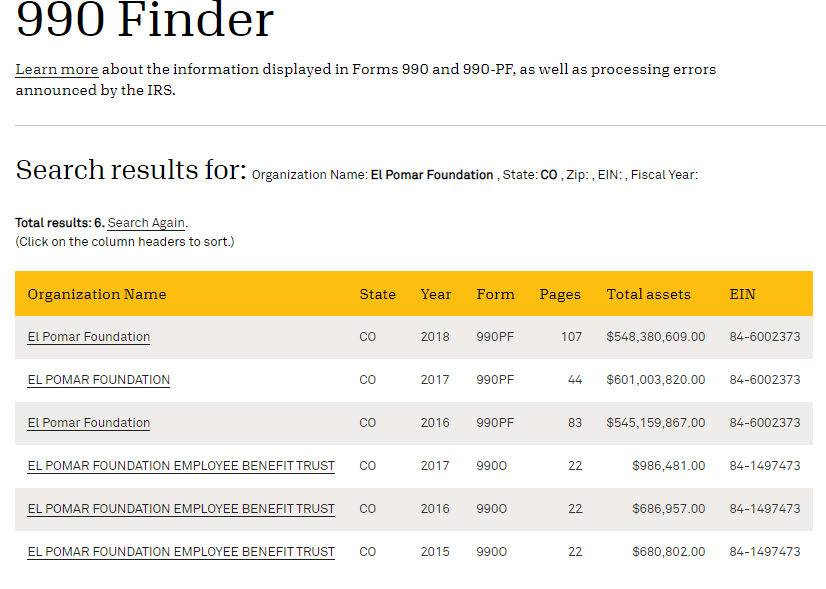 990 Finder
Learn more about the information displayed in Forms 990 and 990-PF, as well as processing errors
announced by the IRS.
Search results for: Organization Name: El Pomar Foundation , State: CO , Zip: , EIN: , Fiscal Year:
Total results: 6. Search Again.
(Click on the column headers to sort.)
Organization Name State Year Form Pages Total assets EIN
El Pomar Foundation CO 2018 990PF 107 $548,380,609.00 84-6002373
EL POMAR FOUNDATION CO 2017 990PF 44 $601,003,820.00 84-6002373
El Pomar Foundation CO 2016 990PF 83 $545,159,867.00 84-6002373
EL POMAR FOUNDATION EMPLOYEE BENEFIT TRUST CO 2017 990O 22 $986,481.00 84-1497473
EL POMAR FOUNDATION EMPLOYEE BENEFIT TRUST CO 2016 990O 22 $686,957.00 84-1497473
EL POMAR FOUNDATION EMPLOYEE BENEFIT TRUST CO 2015 990O 22 $680,802.00 84-1497473